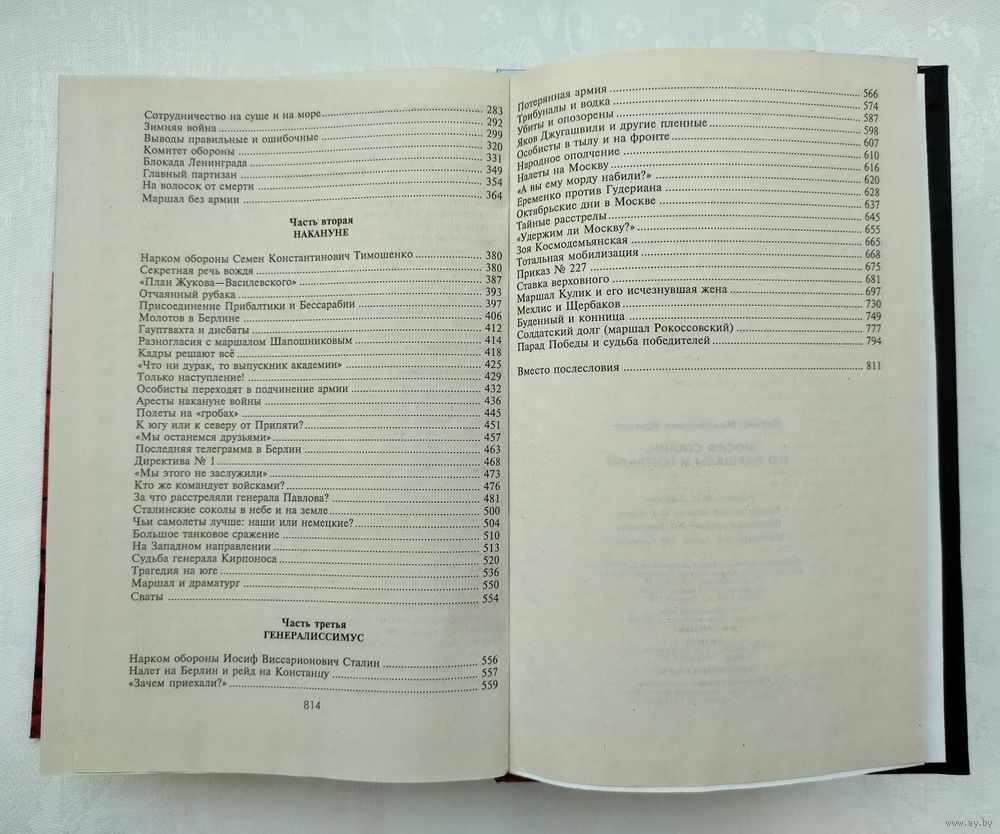 Сотрудничество на суше и на море 283
Зимняя война 292
Выводы правильные и ошибочные 299
Комитет обороны 320
Блокада Ленинграда 331
Главный партизан 349
На волосок от смерти 354
Маршал без армии 364
Часть вторая
НАКАНУНЕ
Нарком обороны Семен Константинович Тимошенко 380
Секретная речь вождя 380
«План Жукова—Василевского» 387
Отчаянный рубака 393
Присоединение Прибалтики и Бессарабии 397
Молотов в Берлине 406
Гауптвахта и дисбаты 412
Разногласия с маршалом Шапошниковым 414
Кадры решают всё 418
«Что ни дурак, то выпускник академии» 425
Только наступление! 429
Особисты переходят в подчинение армии 432
Аресты накануне войны 436
Полеты на «гробах» 445
К югу или к северу от Припяти? 451
«Мы останемся друзьями» 457
Последняя телеграмма в Берлин 463
Директива № 1 468
«Мы этого не заслужили» 473
Кто же командует войсками? 476
За что расстреляли генерала Павлова? 481
Сталинские соколы в небе и на земле 500
Чьи самолеты лучше: наши или немецкие? 504
Большое танковое сражение 510
На Западном направлении 513
Судьба генерала Кирпоноса 520
Трагедия на юге 536
Маршал и драматург 550
Сваты 554
Часть третья
ГЕНЕРАЛИССИМУС
Нарком обороны Иосиф Виссарионович Сталин 556
Налет на Берлин и рейд на Констанцу 557
«Зачем приехали?» 559
814
Потерянная армия 566
Трибуналы и водка 574
Убиты и опозорены 587
Яков Джугашвили и другие пленные 598
Особисты в тылу и на фронте 607
Народное ополчение 610
Налеты на Москву 616
«А вы ему морду набили?» 620
Еременко против Гудериана 628
Октябрьские дни в Москве 637
Тайные расстрелы 645
«Удержим ли Москву?» 655
Зоя Космодемьянская 665
Тотальная мобилизация 668
Приказ № 227 675
Ставка верховного 681
Маршал Кулик и его исчезнувшая жена 697
Мехлис и Щербаков 730
Буденный и конница 749
Солдатский долг (маршал Рокоссовский) 777
Парад Победы и судьба победителей 794
Вместо послесловия 811
www.ay.by